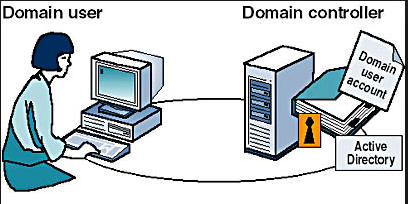 Domain user
Domain controller
Domain
user
account
Active
Directory